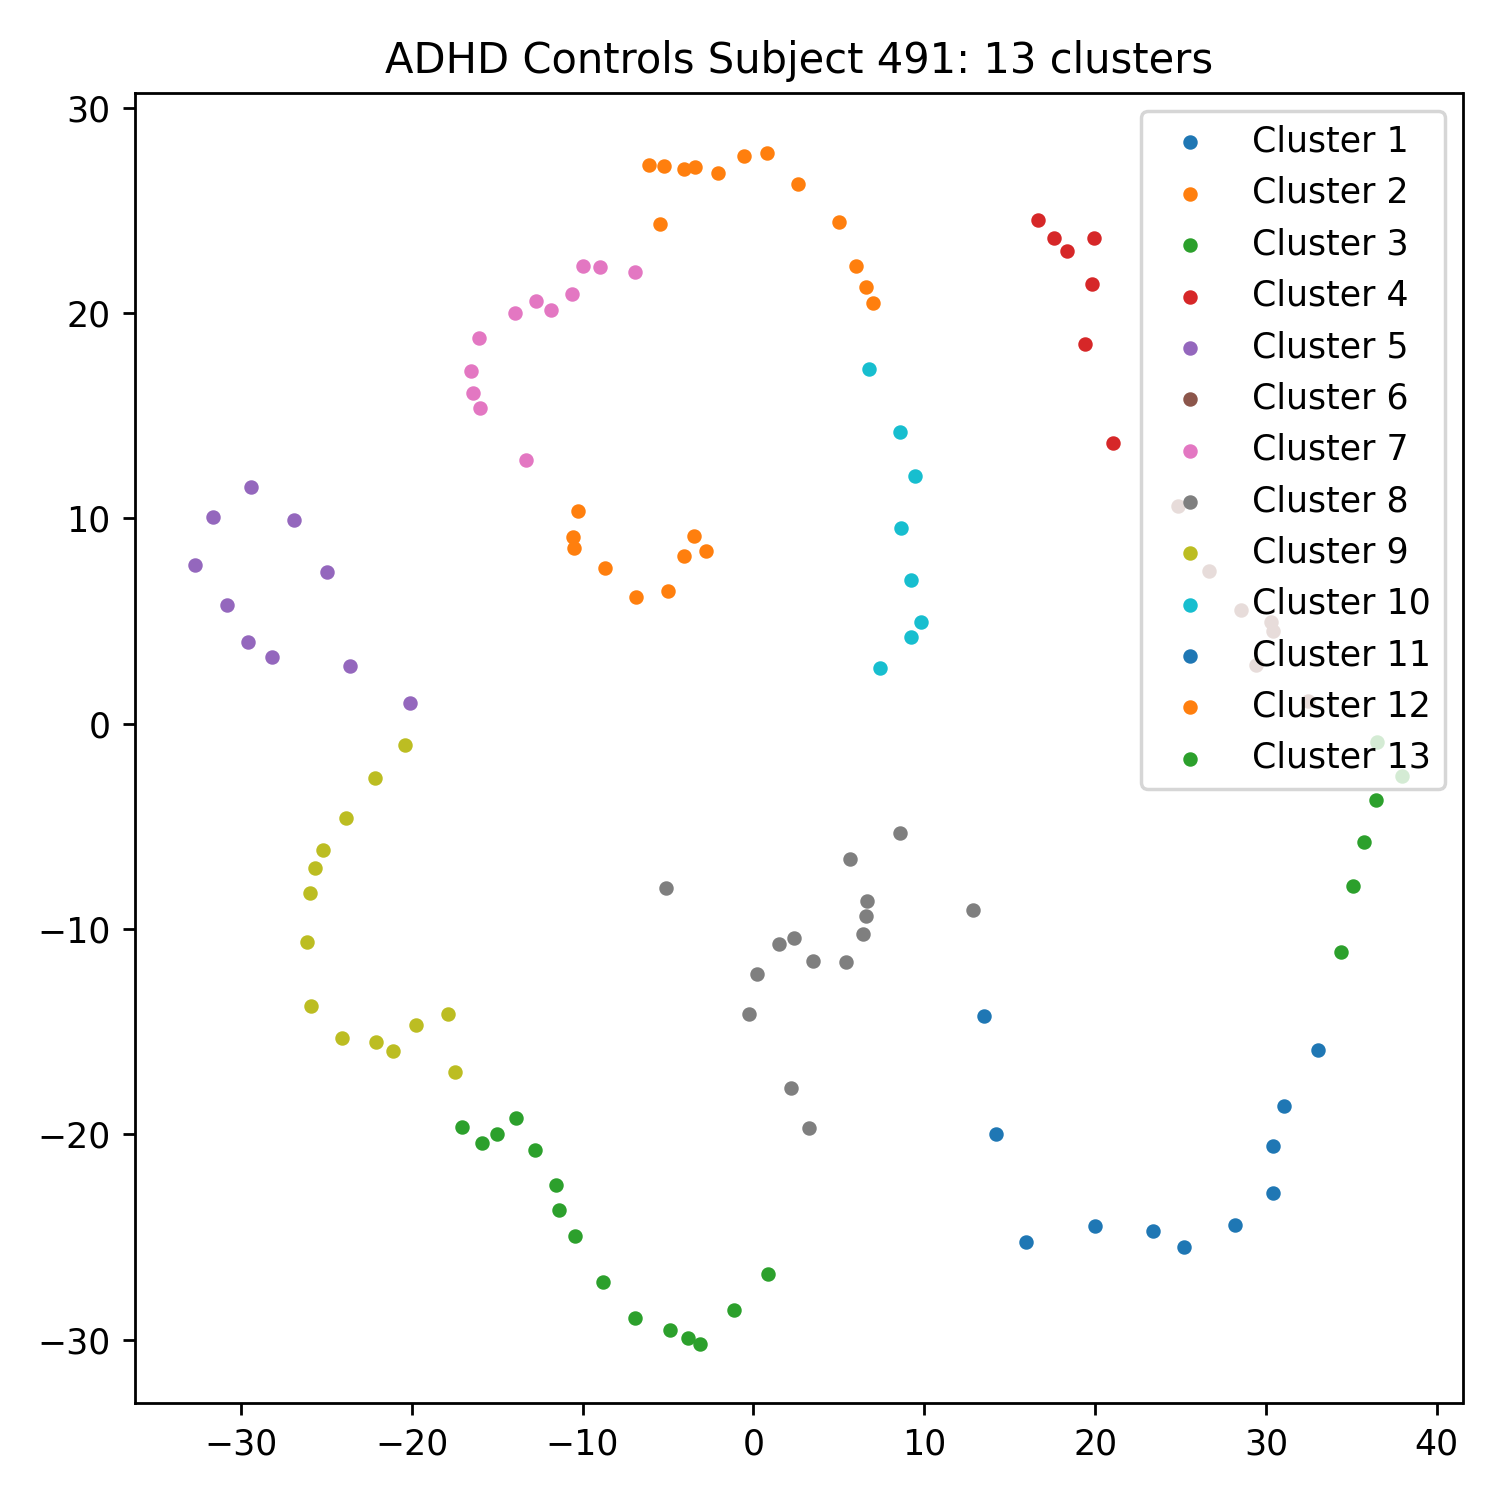 ADHD Controls Subject 491: 13 clusters
30
20
10
0
−10
−20
−30
−30
−20
−10
0
10
20
30
40
Cluster 1
Cluster 2
Cluster 3
Cluster 4
Cluster 5
Cluster 6
Cluster 7
Cluster 8
Cluster 9
Cluster 10
Cluster 11
Cluster 12
Cluster 13